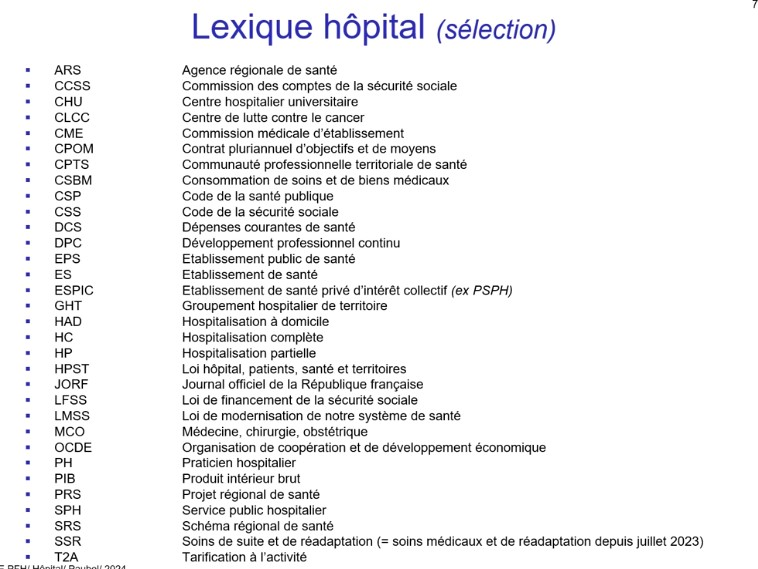 7
Lexique hôpital (sélection)
▪ ARS Agence régionale de santé
▪ CCSS Commission des comptes de la sécurité sociale
▪ CHU Centre hospitalier universitaire
▪ CLCC Centre de lutte contre le cancer
▪ CME Commission médicale d'établissement
▪ CPOM Contrat pluriannuel d'objectifs et de moyens
▪ CPTS Communauté professionnelle territoriale de santé
▪ CSBM Consommation de soins et de biens médicaux
▪ CSP Code de la santé publique
▪ CSS Code de la sécurité sociale
▪ DCS Dépenses courantes de santé
▪ DPC Développement professionnel continu
▪ EPS Etablissement public de santé
▪ ES Etablissement de santé
▪ ESPIC Etablissement de santé privé d'intérêt collectif (ex PSPH)
▪ GHT Groupement hospitalier de territoire
▪ HAD Hospitalisation à domicile
▪ HC Hospitalisation complète
▪ HP Hospitalisation partielle
▪ HPST Loi hôpital, patients, santé et territoires
▪ JORF Journal officiel de la République française
▪ LFSS Loi de financement de la sécurité sociale
▪ LMSS Loi de modernisation de notre système de santé
▪ MCO Médecine, chirurgie, obstétrique
▪ OCDE Organisation de coopération et de développement économique
▪ PH Praticien hospitalier
▪ PIB Produit intérieur brut
▪ PRS Projet régional de santé
▪ SPH Service public hospitalier
▪ SRS Schéma régional de santé
▪ SSR Soins de suite et de réadaptation (= soins médicaux et de réadaptation depuis juillet 2023)
▪ T2A Tarification à l'activité
Hôpital/ 2024